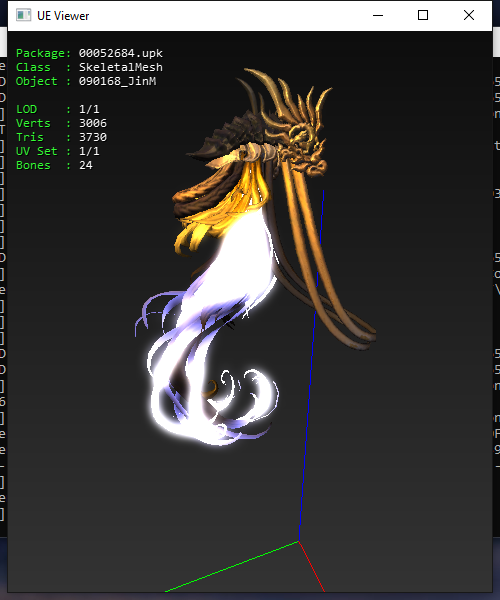 UE Viewer
Package: 00052684.upk
Class : SkeletalMesh
Object : 090168_JinM
LOD : 1/1
Verts : 3006
Tris : 3730
UV Set : 1/1
Bones : 24